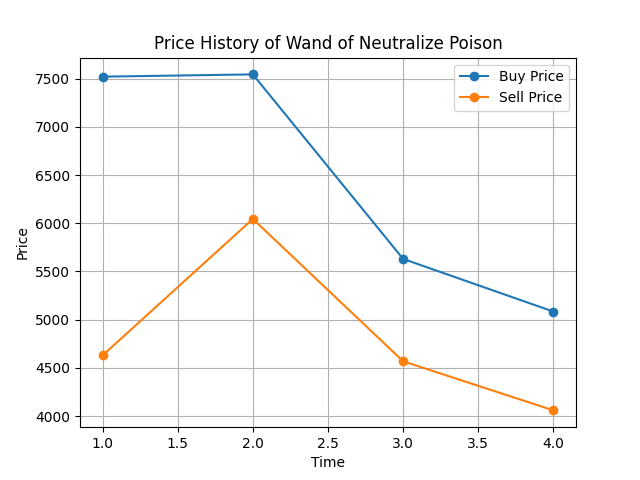 Price History of Wand of Neutralize Poison
Buy Price
Sell Price
7500
7000
6500
6000
5500
5000
4500
4000
Price
1.0 1.5 2.0 2.5 3.0 3.5 4.0
Time